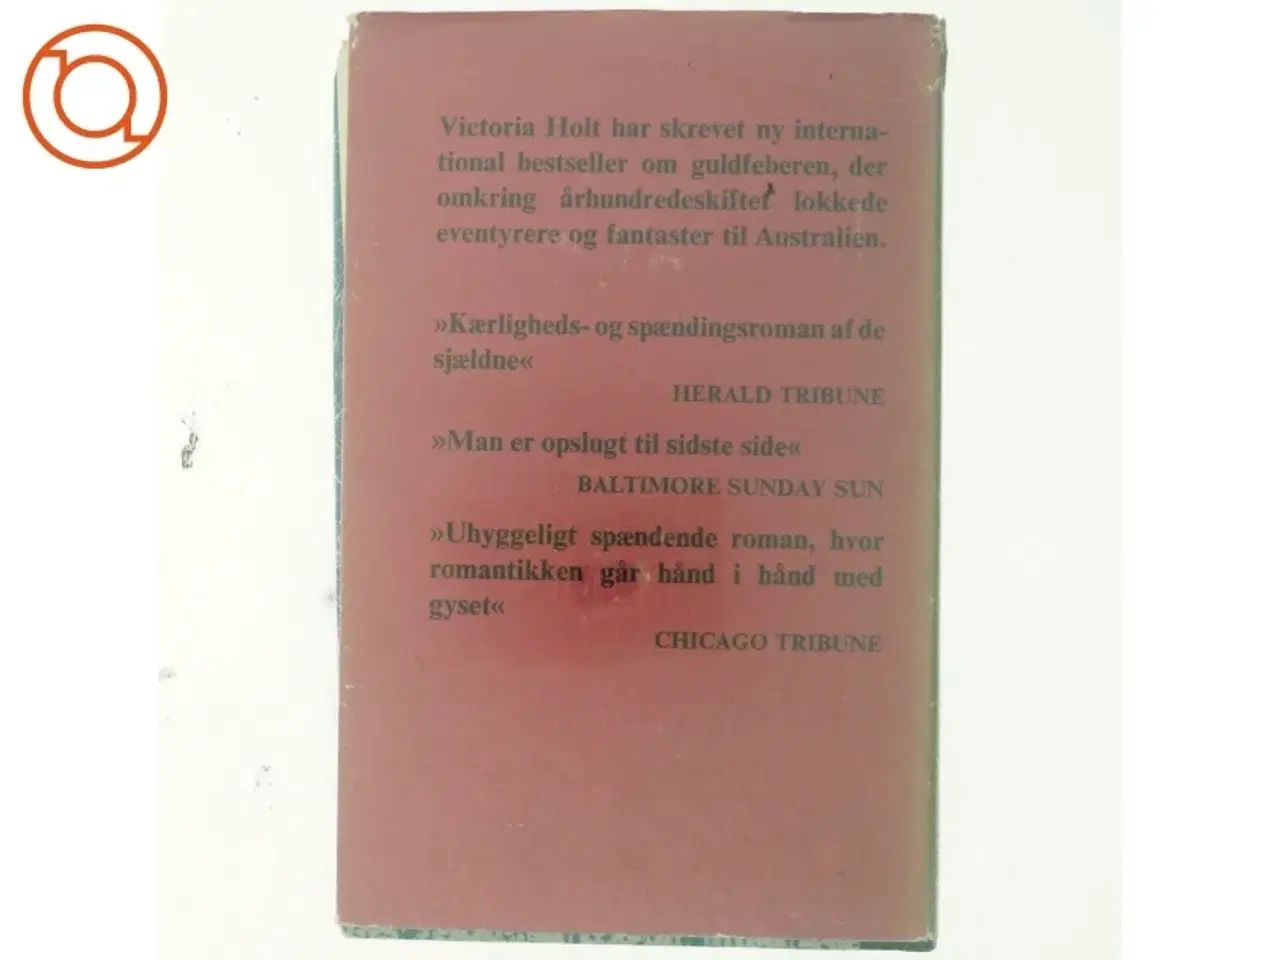 Victoria Holt har skrevet ny interna-
tional bestseller om guldfeberen, der
omkring århundredeskiftet lokkede
eventyrere og fantaster til Australien.
»Kærligheds- og spændingsroman af de
sjældne«
HERALD TRIBUNE
»Man er opslugt til sidste side«
BALTIMORE SUNDAY SUN
»Uhyggeligt spændende roman, hvor
romantikken går hånd i hånd med
gyset«
CHICAGO TRIBUNE